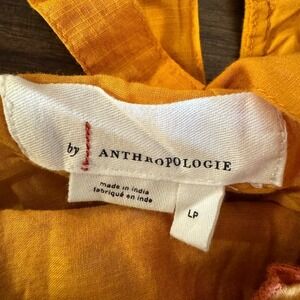 by ANTHROPOLOGIE
made in india
fabriqué en inde
LP